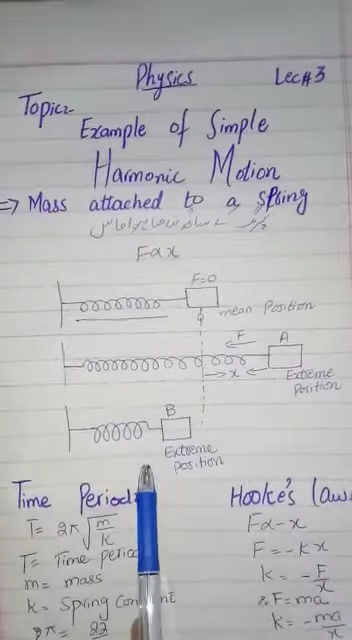 Physics
Lec#3
Topic:-
Example of Simple
Harmonic Motion
=> Mass attached to a spring
F∝x
F=0
mean Position
F
A
x
Extreme
Position
B
Extreme
Position
Time Period:
T = 2π√(m/k)
T = Time period
m = mass
k = Spring Con
2π = 22
Hooke's Law
F∝ -x
F = -kx
k = -F/x
∵ F = ma
k = -ma/x